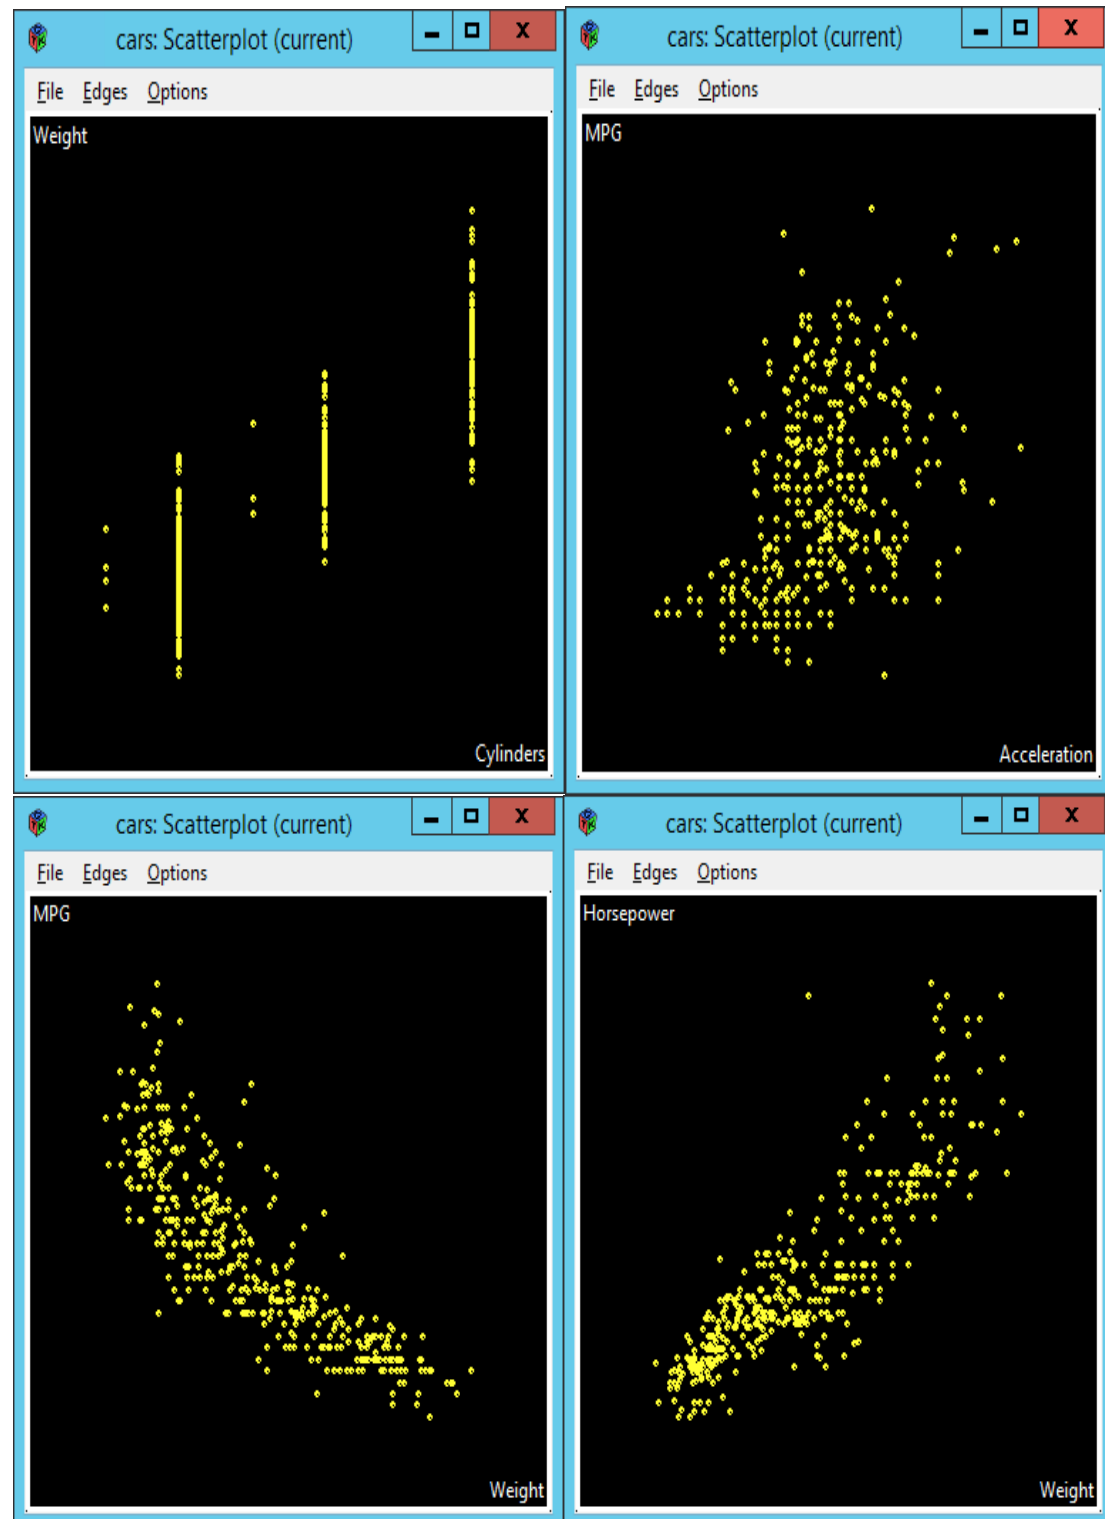 cars: Scatterplot (current)
File Edges Options
Weight
Cylinders
cars: Scatterplot (current)
File Edges Options
MPG
Acceleration
cars: Scatterplot (current)
File Edges Options
MPG
Weight
cars: Scatterplot (current)
File Edges Options
Horsepower
Weight